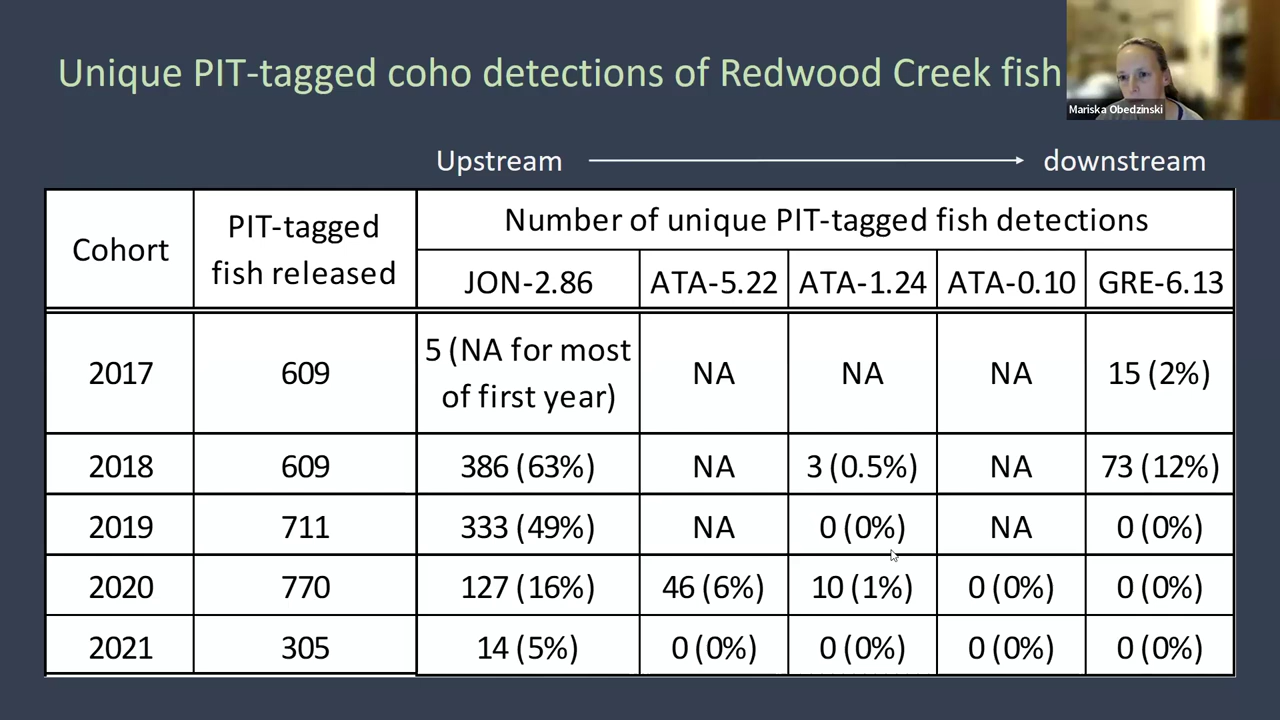 Unique PIT-tagged coho detections of Redwood Creek fish
Mariska Obedzinski
Upstream downstream
Cohort
PIT-tagged
fish released
Number of unique PIT-tagged fish detections
JON-2.86 ATA-5.22 ATA-1.24 ATA-0.10 GRE-6.13
2017 609 5 (NA for most
of first year) NA NA NA 15 (2%)
2018 609 386 (63%) NA 3 (0.5%) NA 73 (12%)
2019 711 333 (49%) NA 0 (0%) NA 0 (0%)
2020 770 127 (16%) 46 (6%) 10 (1%) 0 (0%) 0 (0%)
2021 305 14 (5%) 0 (0%) 0 (0%) 0 (0%) 0 (0%)